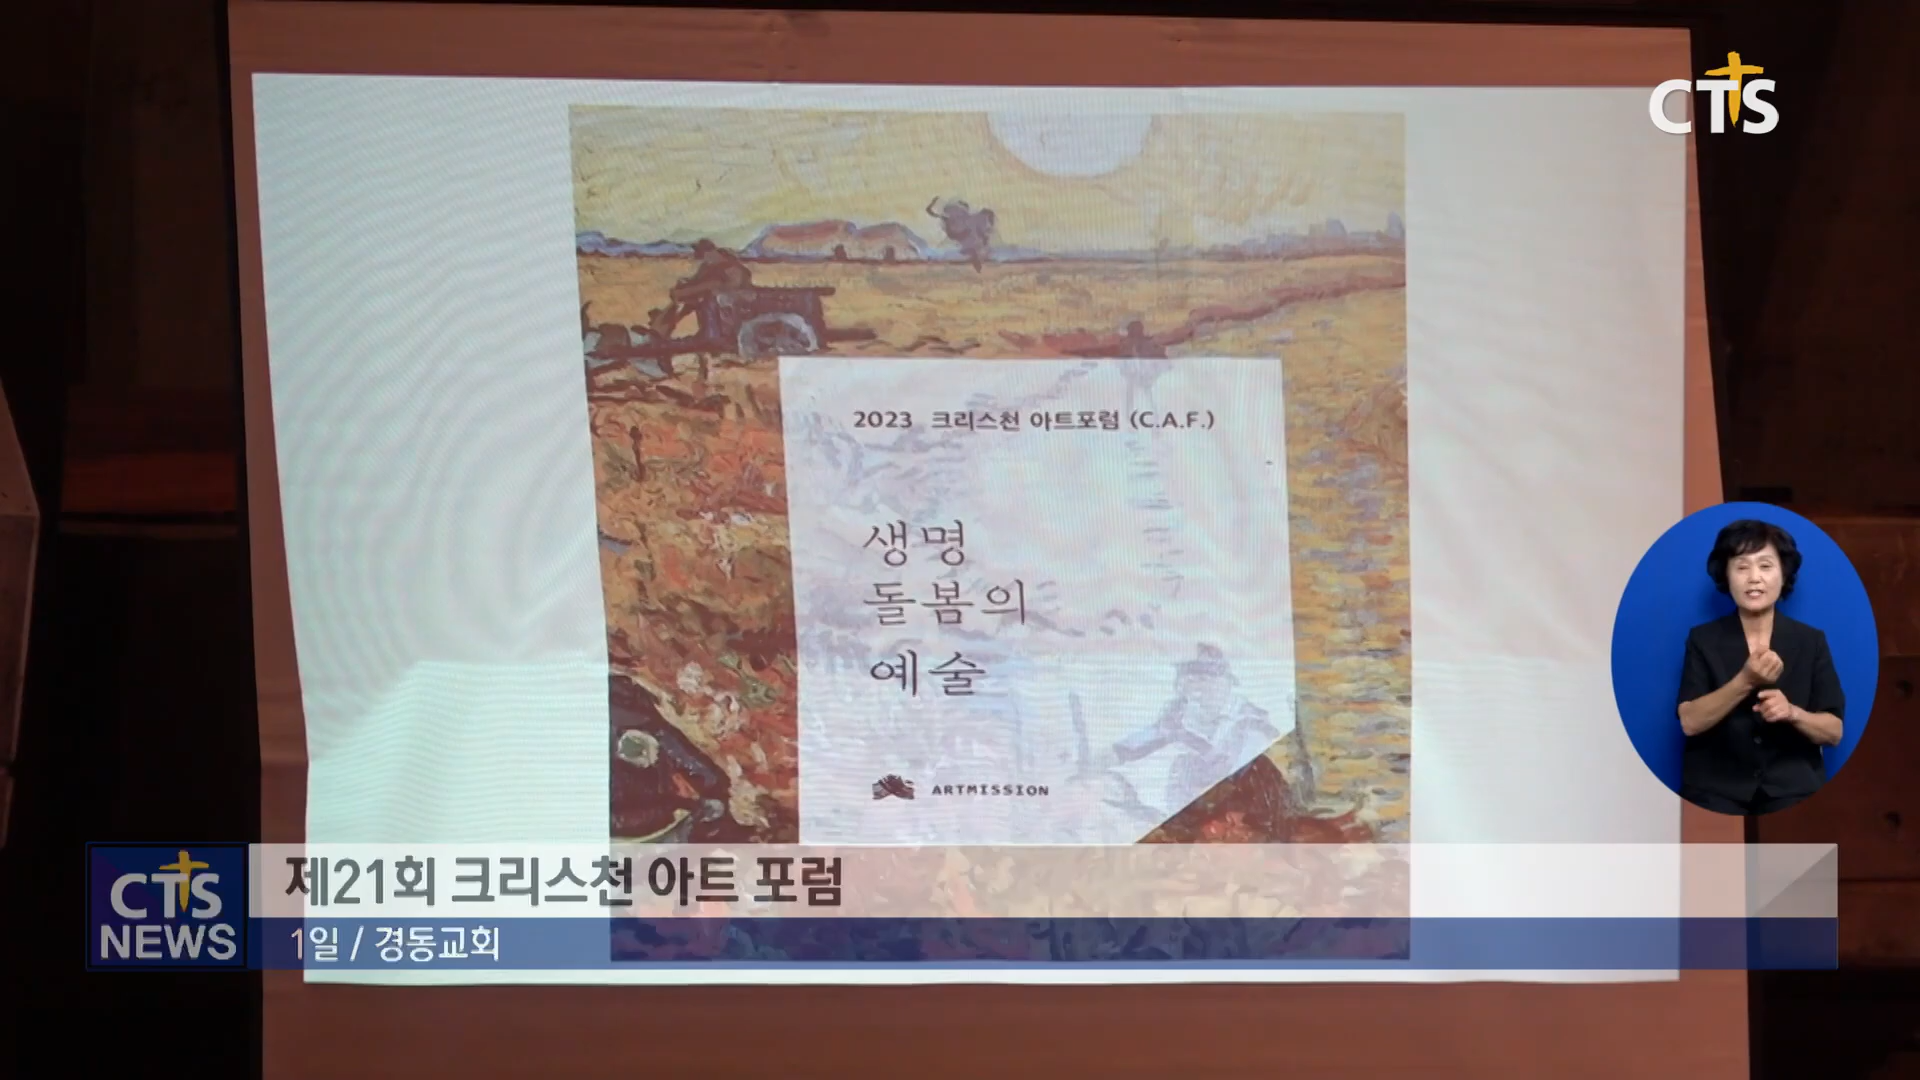 CTS
2023 크리스천 아트포럼 (C.A.F.)
생명
돌봄의
예술
ARTMISSION
CTS
NEWS
제21회 크리스천 아트 포럼
1일 / 경동교회